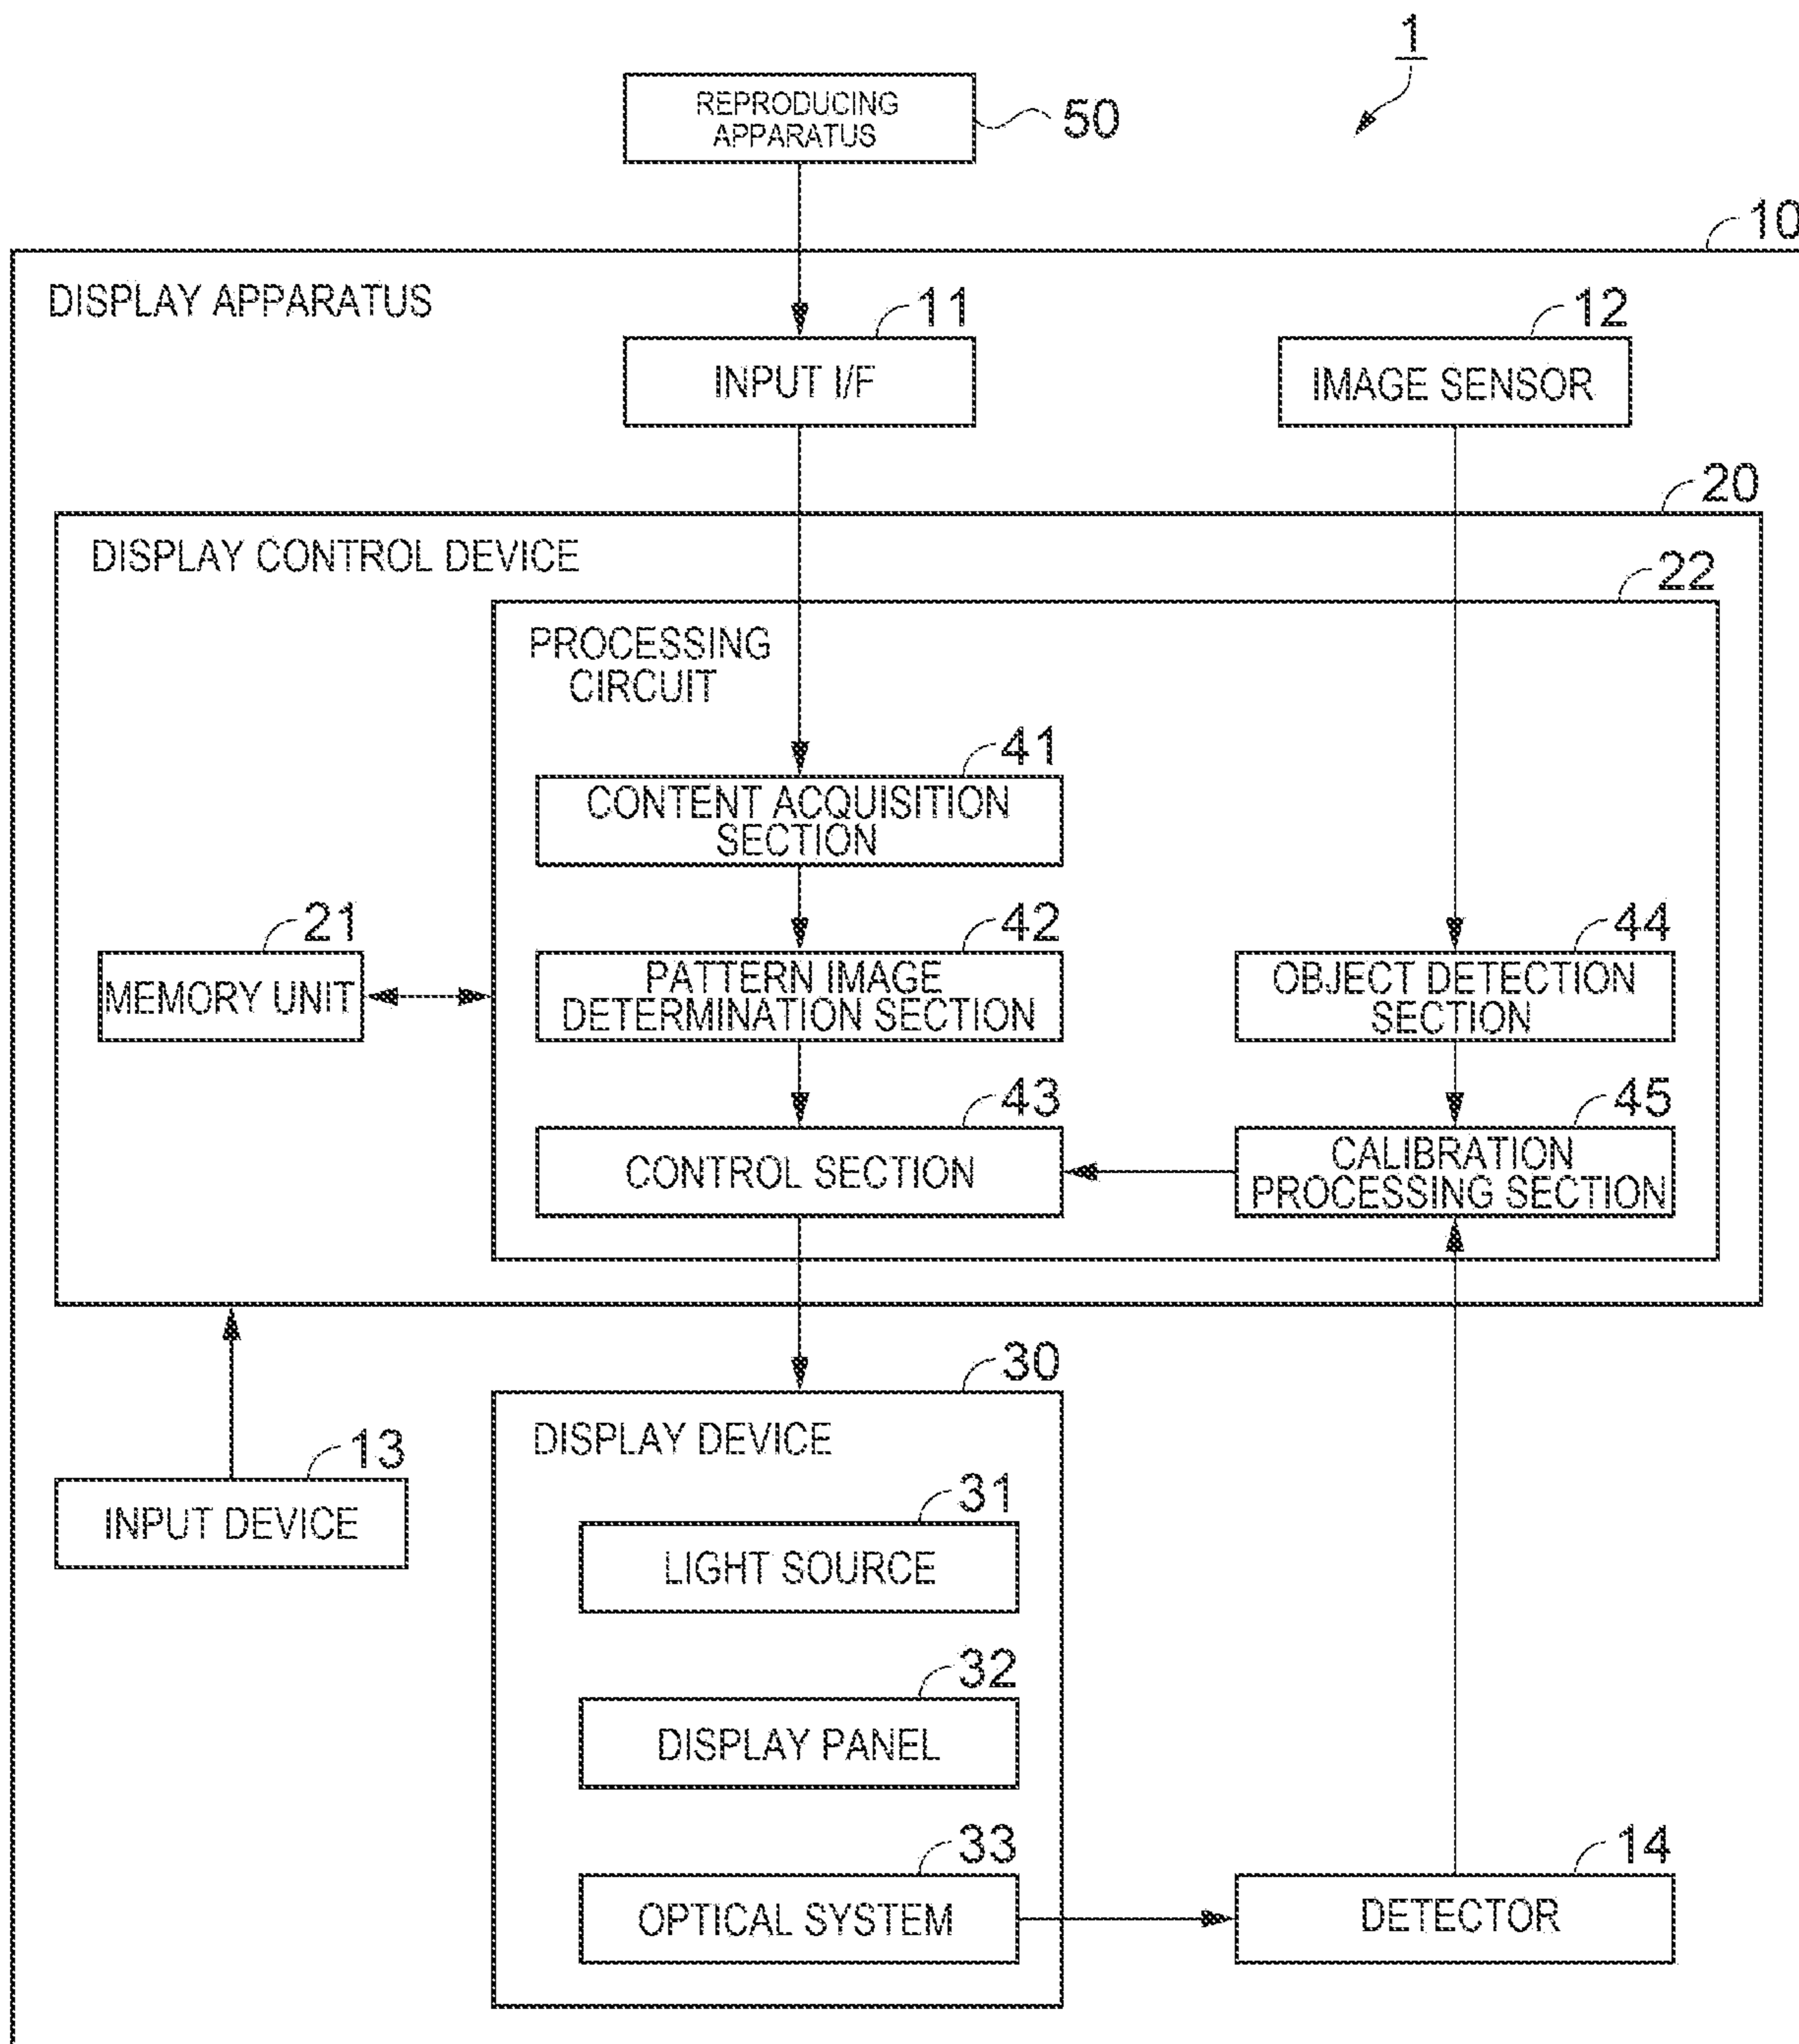 1
REPRODUCING
APPARATUS
50
10
DISPLAY APPARATUS
11
12
INPUT I/F
IMAGE SENSOR
20
DISPLAY CONTROL DEVICE
22
PROCESSING
CIRCUIT
41
CONTENT ACQUISITION
SECTION
21
42
44
MEMORY UNIT
PATTERN IMAGE
DETERMINATION SECTION
OBJECT DETECTION
SECTION
43
45
CONTROL SECTION
CALIBRATION
PROCESSING SECTION
30
DISPLAY DEVICE
13
INPUT DEVICE
31
LIGHT SOURCE
32
DISPLAY PANEL
33
14
OPTICAL SYSTEM
DETECTOR